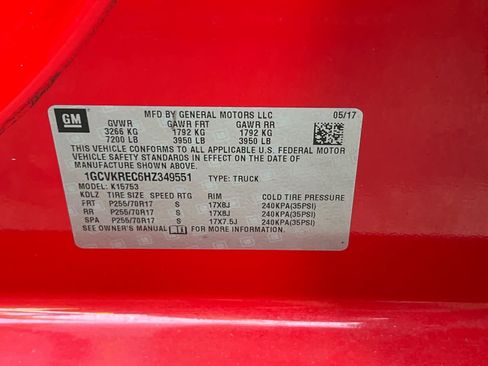 GM
MFD BY GENERAL MOTORS LLC 05/17
GVWR GAWR FRT GAWR RR
3266 KG 1792 KG 1792 KG
7200 LB 3950 LB 3950 LB
THIS VEHICLE CONFORMS TO ALL APPLICABLE U.S. FEDERAL MOTOR
VEHICLE SAFETY AND THEFT PREVENTION STANDARDS IN EFFECT ON THE DATE OF
MANUFACTURE SHOWN ABOVE.
1GCVKREC6HZ349551 TYPE: TRUCK
MODEL: K15753
KDLZ TIRE SIZE SPEED RTG RIM COLD TIRE PRESSURE
FRT P255/70R17 S 17X8J 240KPA(35PSI)
RR P255/70R17 S 17X8J 240KPA(35PSI)
SPA P255/70R17 S 17X7.5J 240KPA(35PSI)
SEE OWNER'S MANUAL FOR MORE INFORMATION.